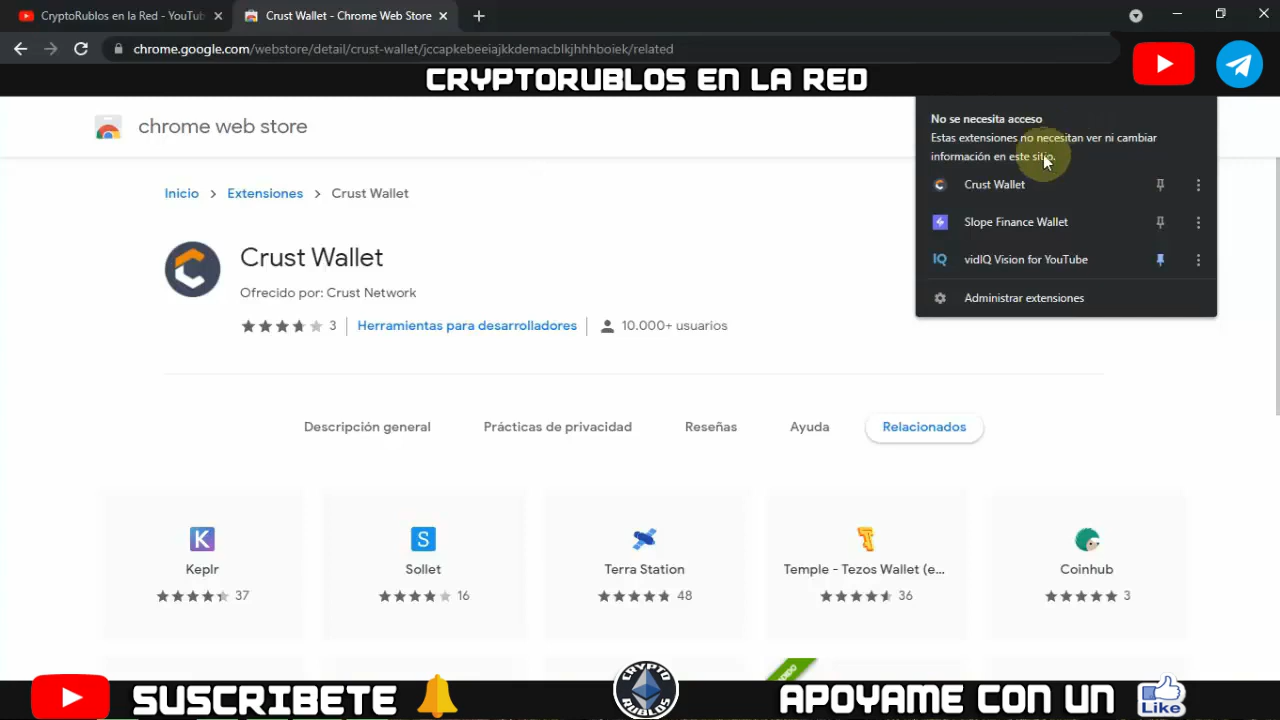 CryptoRublos en la Red - YouTub
Crust Wallet - Chrome Web Store
chrome.google.com/webstore/detail/crust-wallet/jccapkebeeiajkkdemacblkjhhhboiek/related
CRYPTORUBLOS EN LA RED
chrome web store
No se necesita acceso
Estas extensiones no necesitan ver ni cambiar
información en este sitio.
Crust Wallet
Slope Finance Wallet
IQ vidIQ Vision for YouTube
Administrar extensiones
Inicio > Extensiones > Crust Wallet
Crust Wallet
Ofrecido por: Crust Network
3 Herramientas para desarrolladores 10.000+ usuarios
Descripción general Prácticas de privacidad Reseñas Ayuda Relacionados
K S
Keplr Sollet Terra Station Temple - Tezos Wallet (e... Coinhub
37 16 48 36 3
SUSCRIBETE
CRYPTO
RUBLOS
APOYAME CON UN
Like